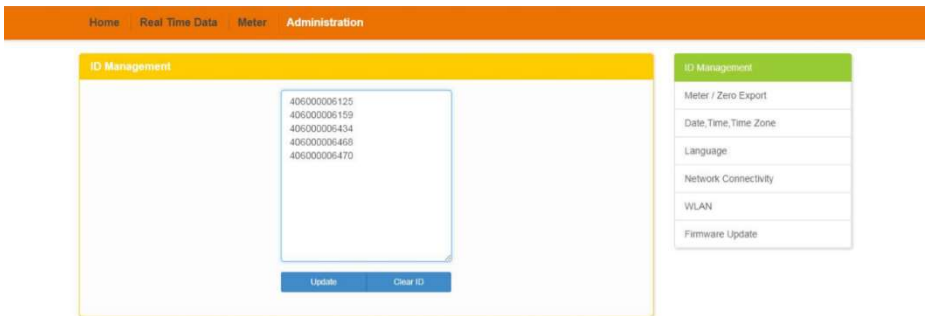 Home Real Time Data Meter Administration
ID Management
406000006125
406000006159
406000006434
406000006468
406000006470
Update Clear ID
ID Management
Meter / Zero Export
Date,Time,Time Zone
Language
Network Connectivity
WLAN
Firmware Update